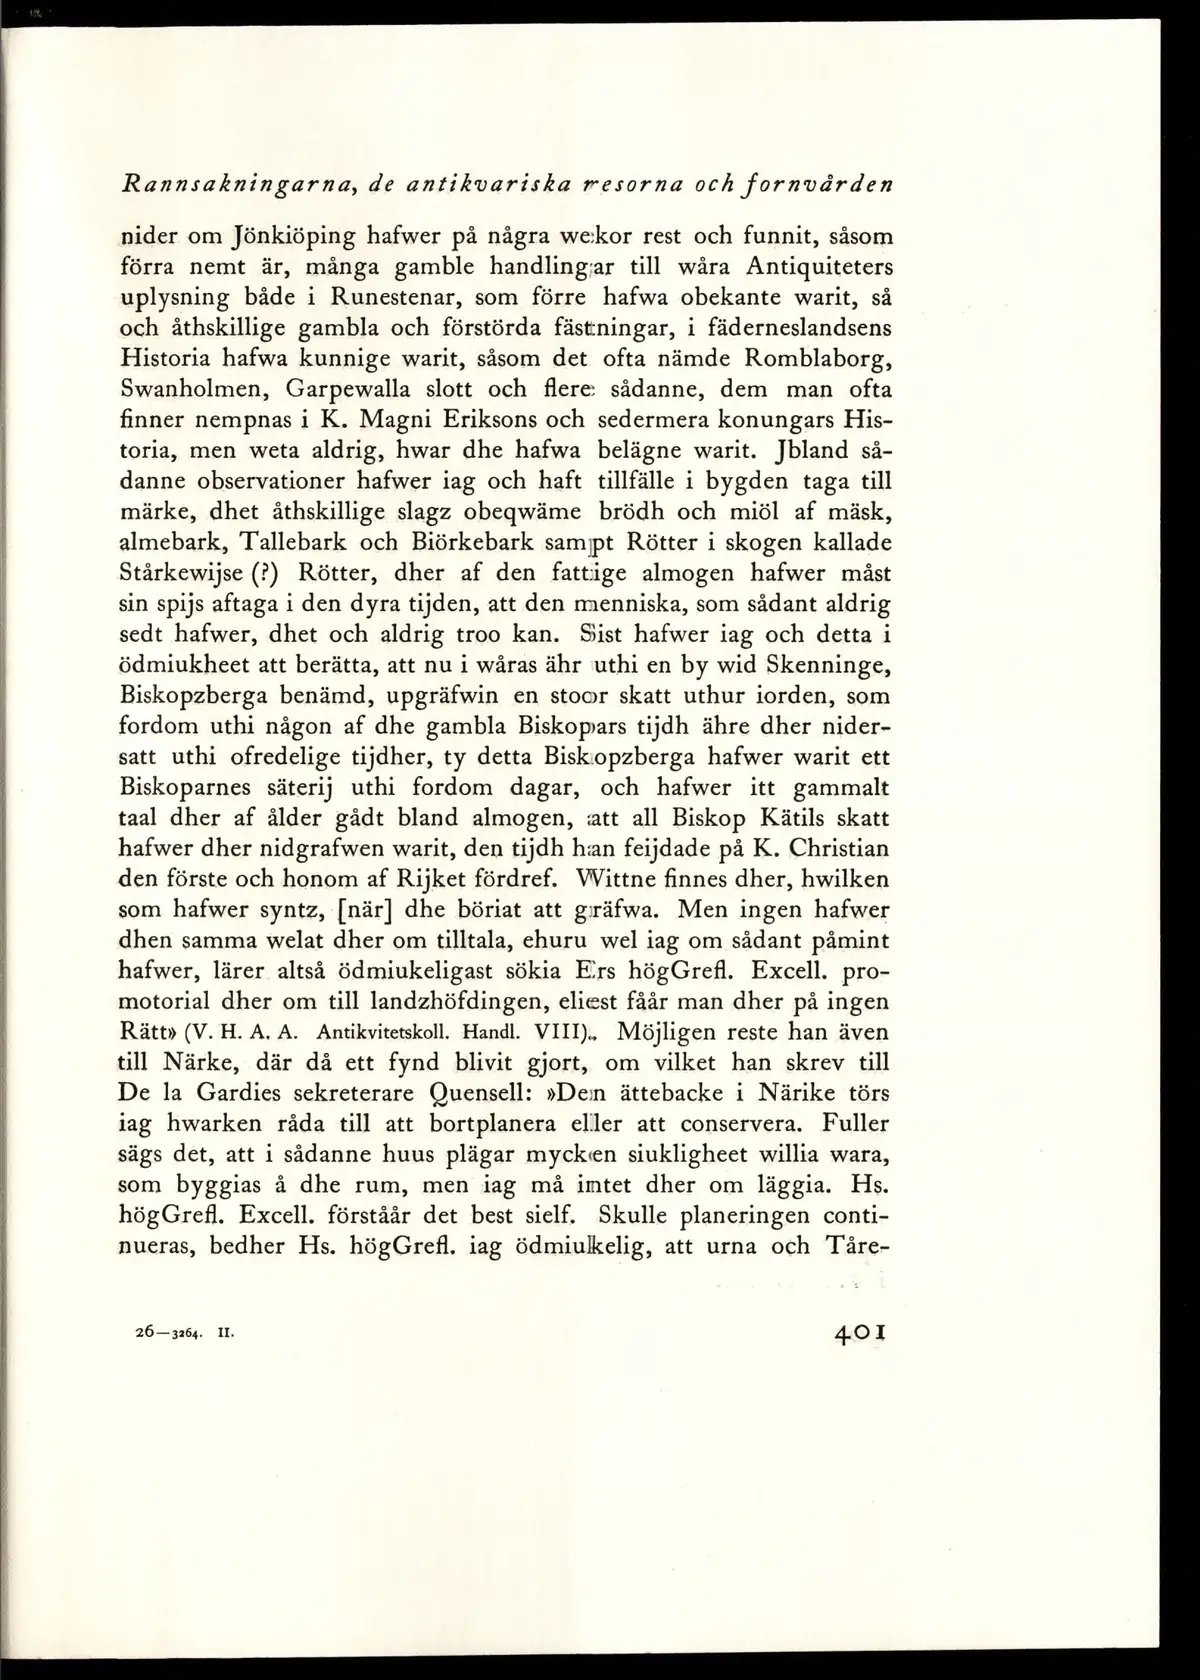 Rannsakningarna, de antikvariska resorna och fornvården
nider om Jönkiöping hafwer på några wekor rest och funnit, såsom
förra nemt är, många gamble handlingar till wåra Antiquiteters
uplysning både i Runestenar, som förre hafwa obekante warit, så
och åthskillige gambla och förstörda fästningar, i fäderneslandsens
Historia hafwa kunnige warit, såsom det ofta nämde Romblaborg,
Swanholmen, Garpewalla slott och flere sådanne, dem man ofta
finner nempnas i K. Magni Eriksons och sedermera konungars His-
toria, men weta aldrig, hwar dhe hafwa belägne warit. Jbland så-
danne observationer hafwer iag och haft tillfälle i bygden taga till
märke, dhet åthskillige slagz obeqwäme brödh och miöl af mäsk,
almebark, Tallebark och Biörkebark sampt Rötter i skogen kallade
Stårkewijse (?) Rötter, dher af den fattige almogen hafwer måst
sin spijs aftaga i den dyra tijden, att den menniska, som sådant aldrig
sedt hafwer, dhet och aldrig troo kan. Sist hafwer iag och detta i
ödmiukheet att berätta, att nu i wåras ähr uthi en by wid Skenninge,
Biskopzberga benämd, upgräfwin en stoor skatt uthur iorden, som
fordom uthi någon af dhe gambla Biskopars tijdh ähre dher nider-
satt uthi ofredelige tijdher, ty detta Biskopzberga hafwer warit ett
Biskoparnes säterij uthi fordom dagar, och hafwer itt gammalt
taal dher af ålder gådt bland almogen, att all Biskop Kätils skatt
hafwer dher nidgrafwen warit, den tijdh han feijdade på K. Christian
den förste och honom af Rijket fördref. Wittne finnes dher, hwilken
som hafwer syntz, [när] dhe böriat att gräfwa. Men ingen hafwer
dhen samma welat dher om tilltala, ehuru wel iag om sådant påmint
hafwer, lärer altså ödmiukeligast sökia Ers högGrefl. Excell. pro-
motorial dher om till landzhöfdingen, eliest fåår man dher på ingen
Rätt» (V. H. A. A. Antikvitetskoll. Handl. VIII). Möjligen reste han även
till Närke, där då ett fynd blivit gjort, om vilket han skrev till
De la Gardies sekreterare Quensell: »Den ättebacke i Närike törs
iag hwarken råda till att bortplanera eller att conservera. Fuller
sägs det, att i sådanne huus plägar mycken siukligheet willia wara,
som byggias å dhe rum, men iag må intet dher om läggia. Hs.
högGrefl. Excell. förståår det best sielf. Skulle planeringen conti-
nueras, bedher Hs. högGrefl. iag ödmiukelig, att urna och Tåre-
26—3264. II.
401